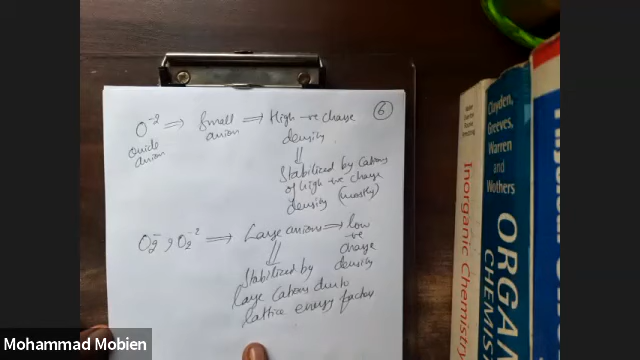 6
O⁻² ⇒ Small anion ⇒ High -ve charge density
oxide anion
⇓
Stabilized by Cations
of High -ve charge
density (mostly)
O₂⁻, O₂⁻² ⇒ Large anions ⇒ low -ve charge density
⇓
Stabilized by
large Cations due to
lattice energy factor
Inorganic Chemistry
Clayden,
Greeves,
Warren
and
Wothers
ORGAN
CHEMIS
Mohammad Mobien